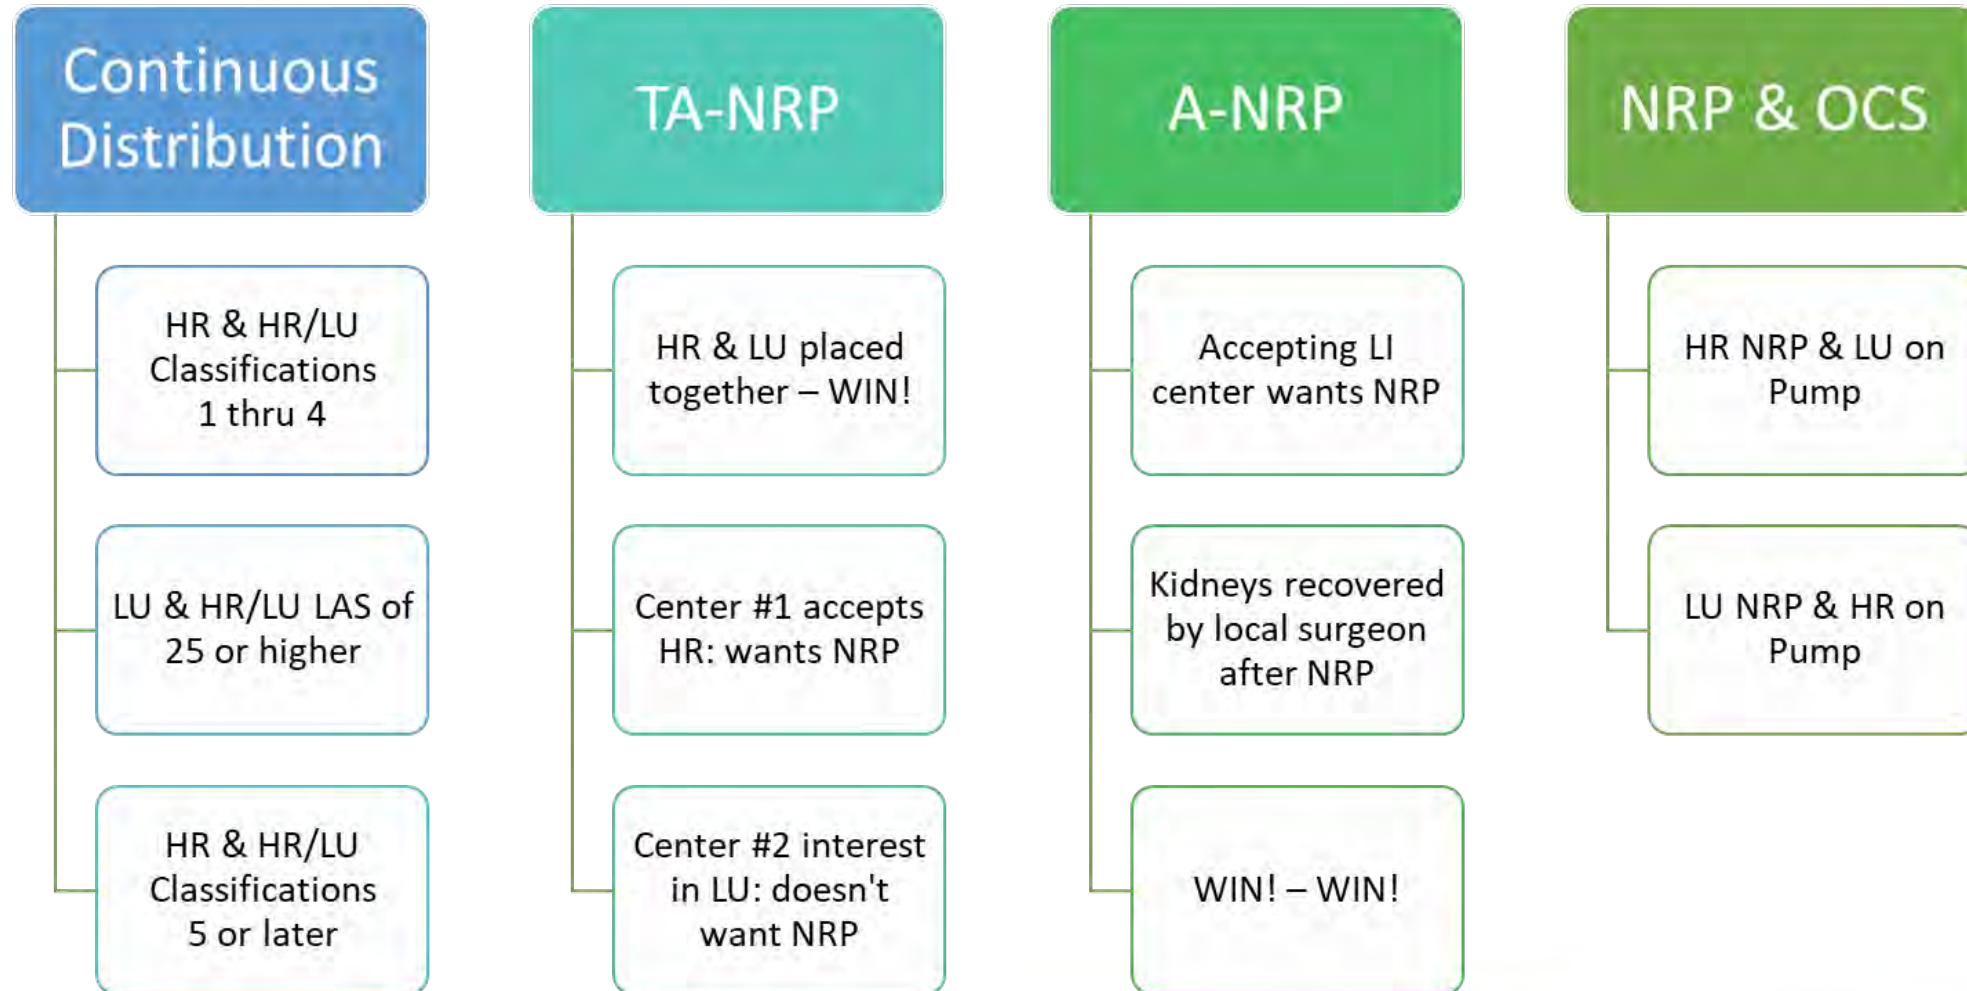 Continuous
Distribution
HR & HR/LU
Classifications
1 thru 4
LU & HR/LU LAS of
25 or higher
HR & HR/LU
Classifications
5 or later
TA-NRP
HR & LU placed
together – WIN!
Center #1 accepts
HR: wants NRP
Center #2 interest
in LU: doesn't
want NRP
A-NRP
Accepting LI
center wants NRP
Kidneys recovered
by local surgeon
after NRP
WIN! – WIN!
NRP & OCS
HR NRP & LU on
Pump
LU NRP & HR on
Pump